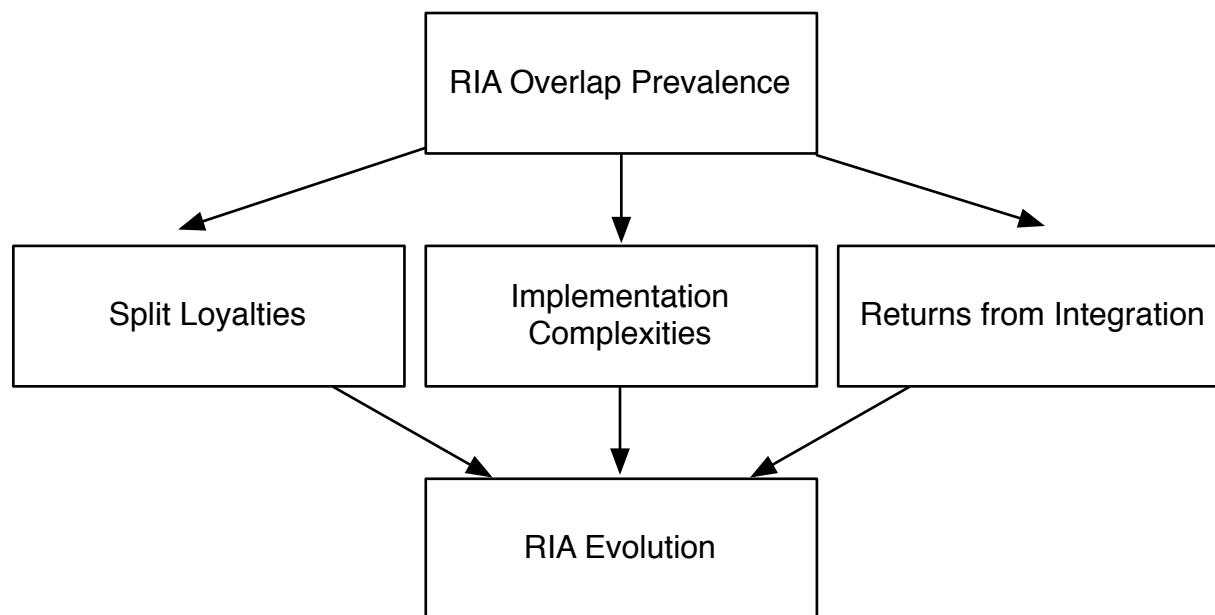 RIA Overlap Prevalence
Split Loyalties
Implementation
Complexities
Returns from Integration
RIA Evolution